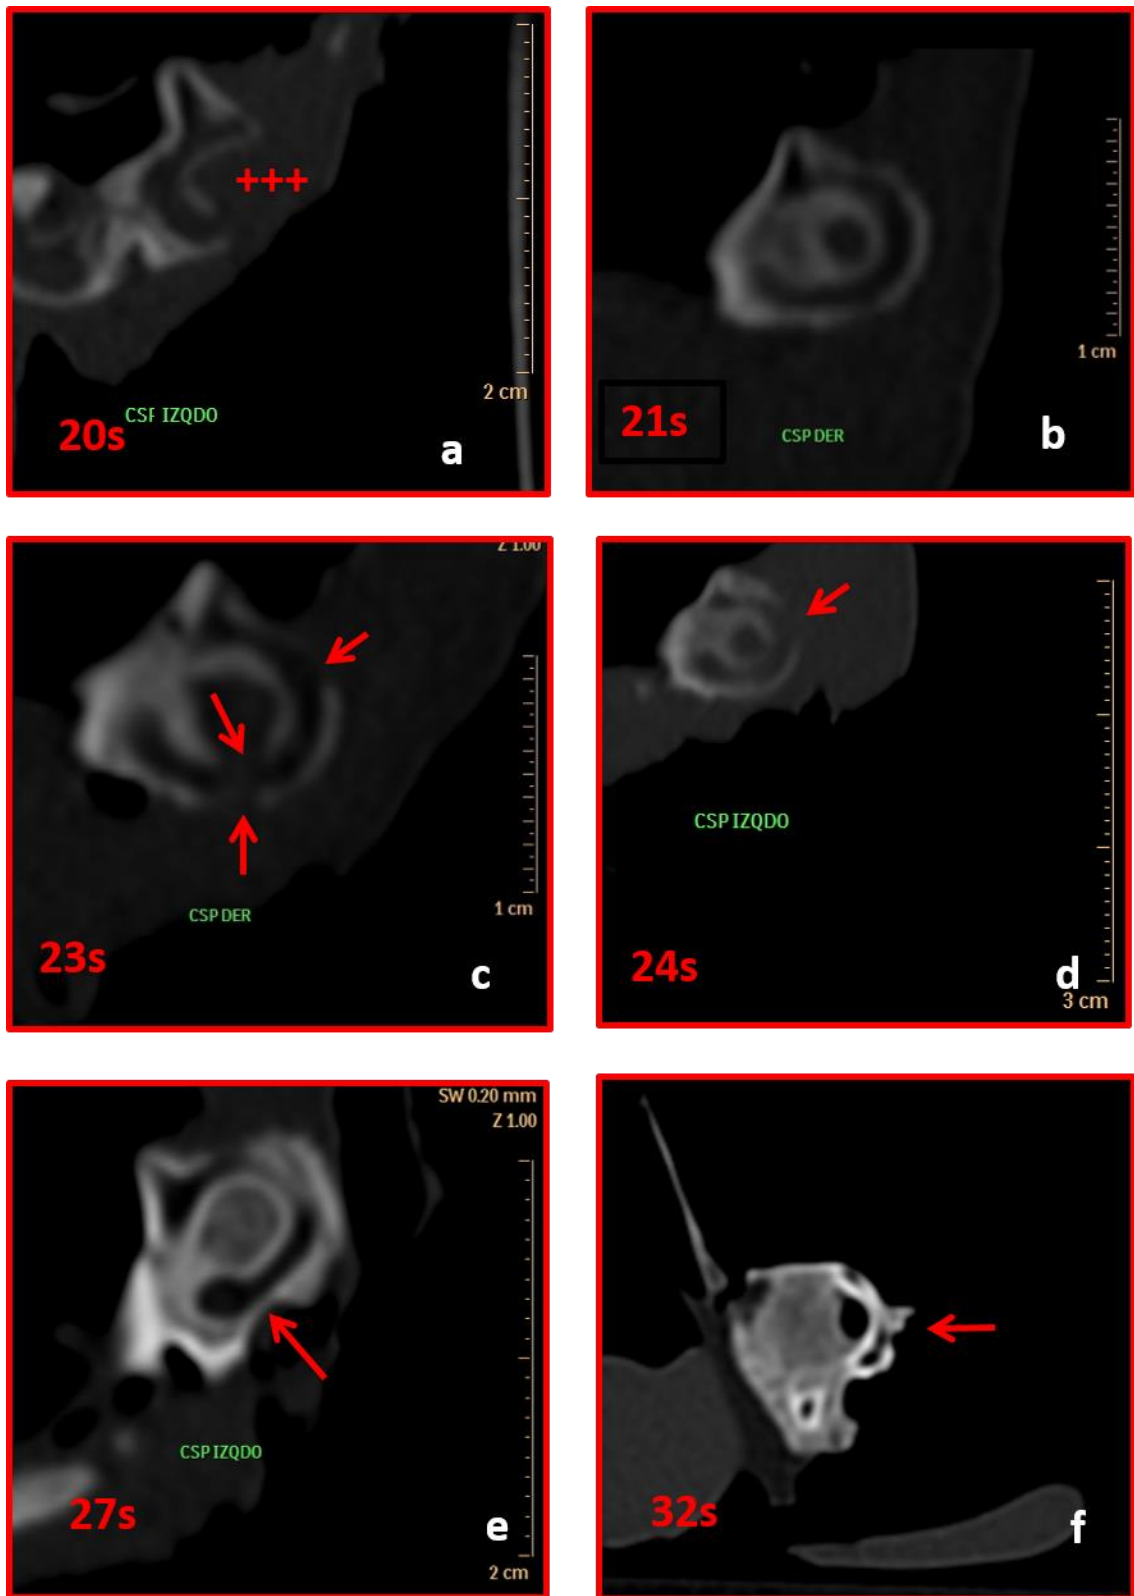 +++
2 cm
CSF IZQDO
20s
a
1 cm
21s
CSP DER
b
Z 1.00
1 cm
CSP DER
23s
c
CSP IZQDO
24s
d
3 cm
SW 0.20 mm
Z 1.00
CSP IZQDO
27s
e
2 cm
32s
f